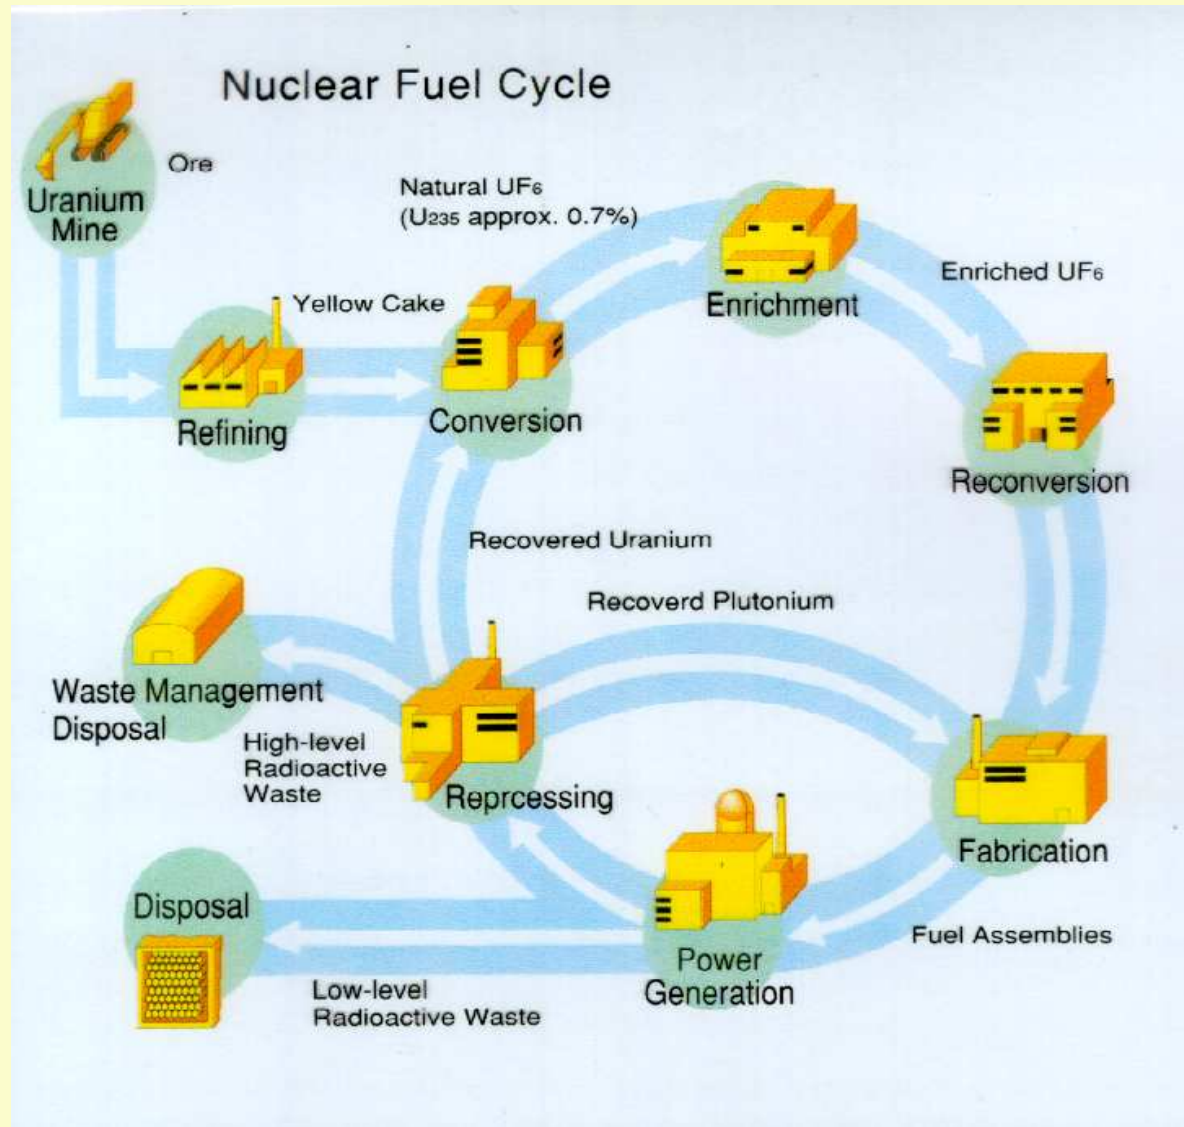 Nuclear Fuel Cycle
Ore
Uranium
Mine
Natural UF₆
(U₂₃₅ approx. 0.7%)
Enrichment
Enriched UF₆
Yellow Cake
Refining
Conversion
Reconversion
Recovered Uranium
Recoverd Plutonium
Waste Management
Disposal
High-level
Radioactive
Waste
Reprcessing
Fabrication
Disposal
Fuel Assemblies
Power
Generation
Low-level
Radioactive Waste